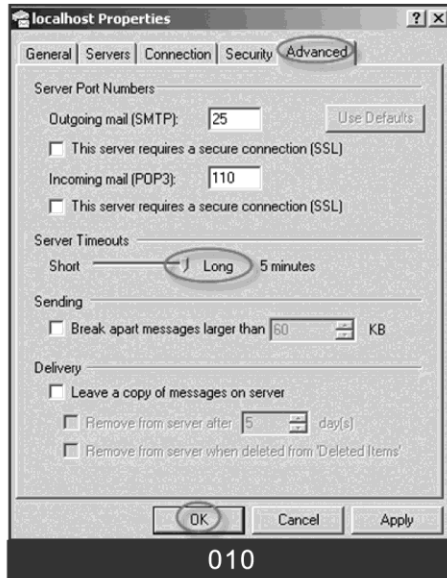 localhost Properties
General Servers Connection Security Advanced
Server Port Numbers
Outgoing mail (SMTP): 25 Use Defaults
This server requires a secure connection (SSL)
Incoming mail (POP3): 110
This server requires a secure connection (SSL)
Server Timeouts
Short Long 5 minutes
Sending
Break apart messages larger than 60 KB
Delivery
Leave a copy of messages on server
Remove from server after 5 day(s)
Remove from server when deleted from 'Deleted Items'
OK Cancel Apply
010